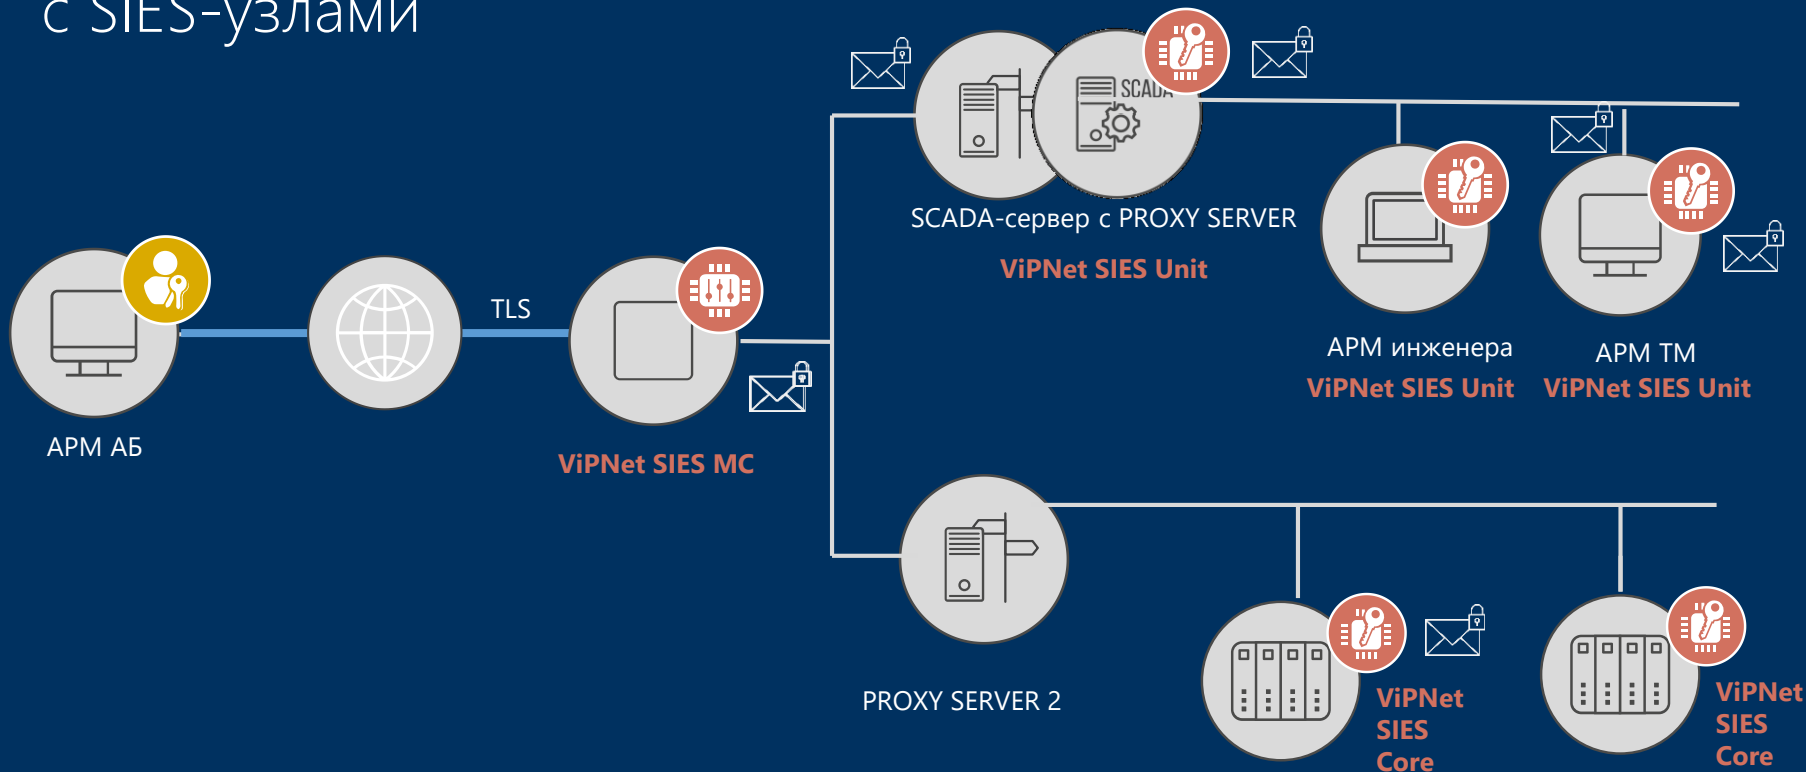 с SIES-узлами
SCADA
SCADA-сервер с PROXY SERVER
ViPNet SIES Unit
TLS
АРМ инженера
ViPNet SIES Unit
АРМ ТМ
ViPNet SIES Unit
АРМ АБ
ViPNet SIES MC
PROXY SERVER 2
ViPNet
SIES
Core
ViPNet
SIES
Core